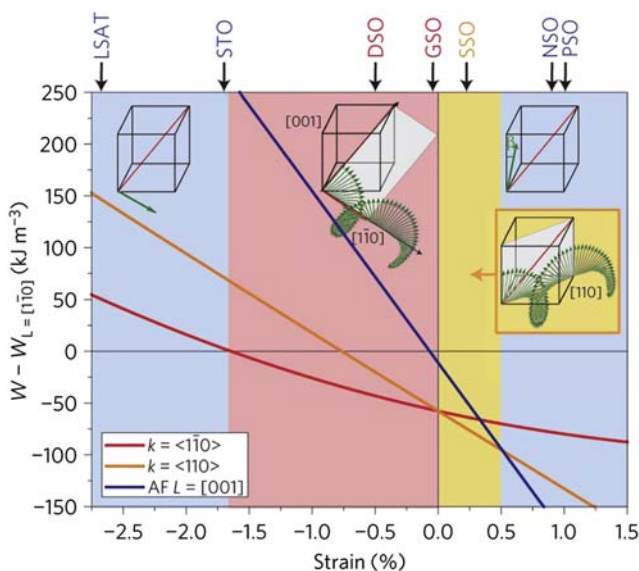 LSAT STO DSO GSO SSO NSO PSO
250
200
150
100
50
0
−50
−100
−150
W − W_L = [11̄0] (kJ m⁻³)
[001]
[11̄0]
[110]
k = <11̄0>
k = <110>
AF L = [001]
−2.5 −2.0 −1.5 −1.0 −0.5 0.0 0.5 1.0 1.5
Strain (%)